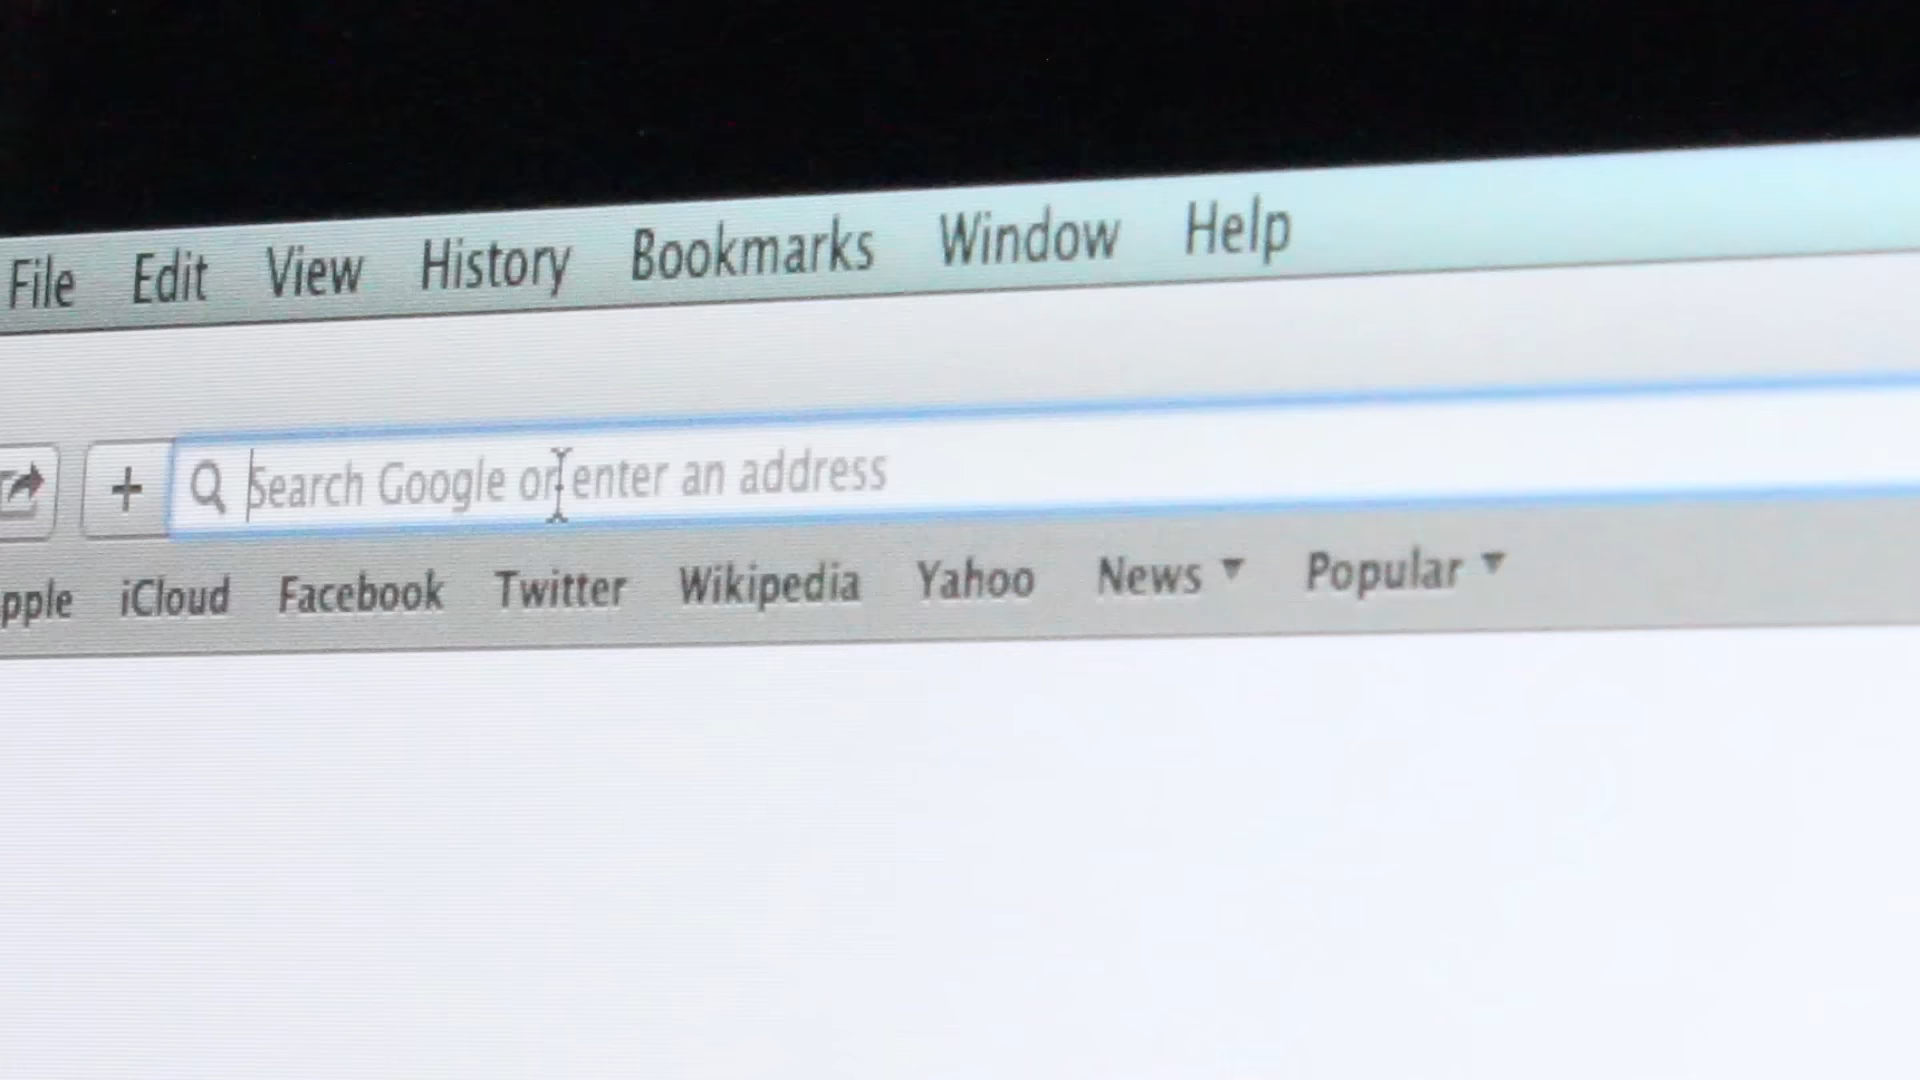 File Edit View History Bookmarks Window Help
Search Google or enter an address
pple iCloud Facebook Twitter Wikipedia Yahoo News Popular